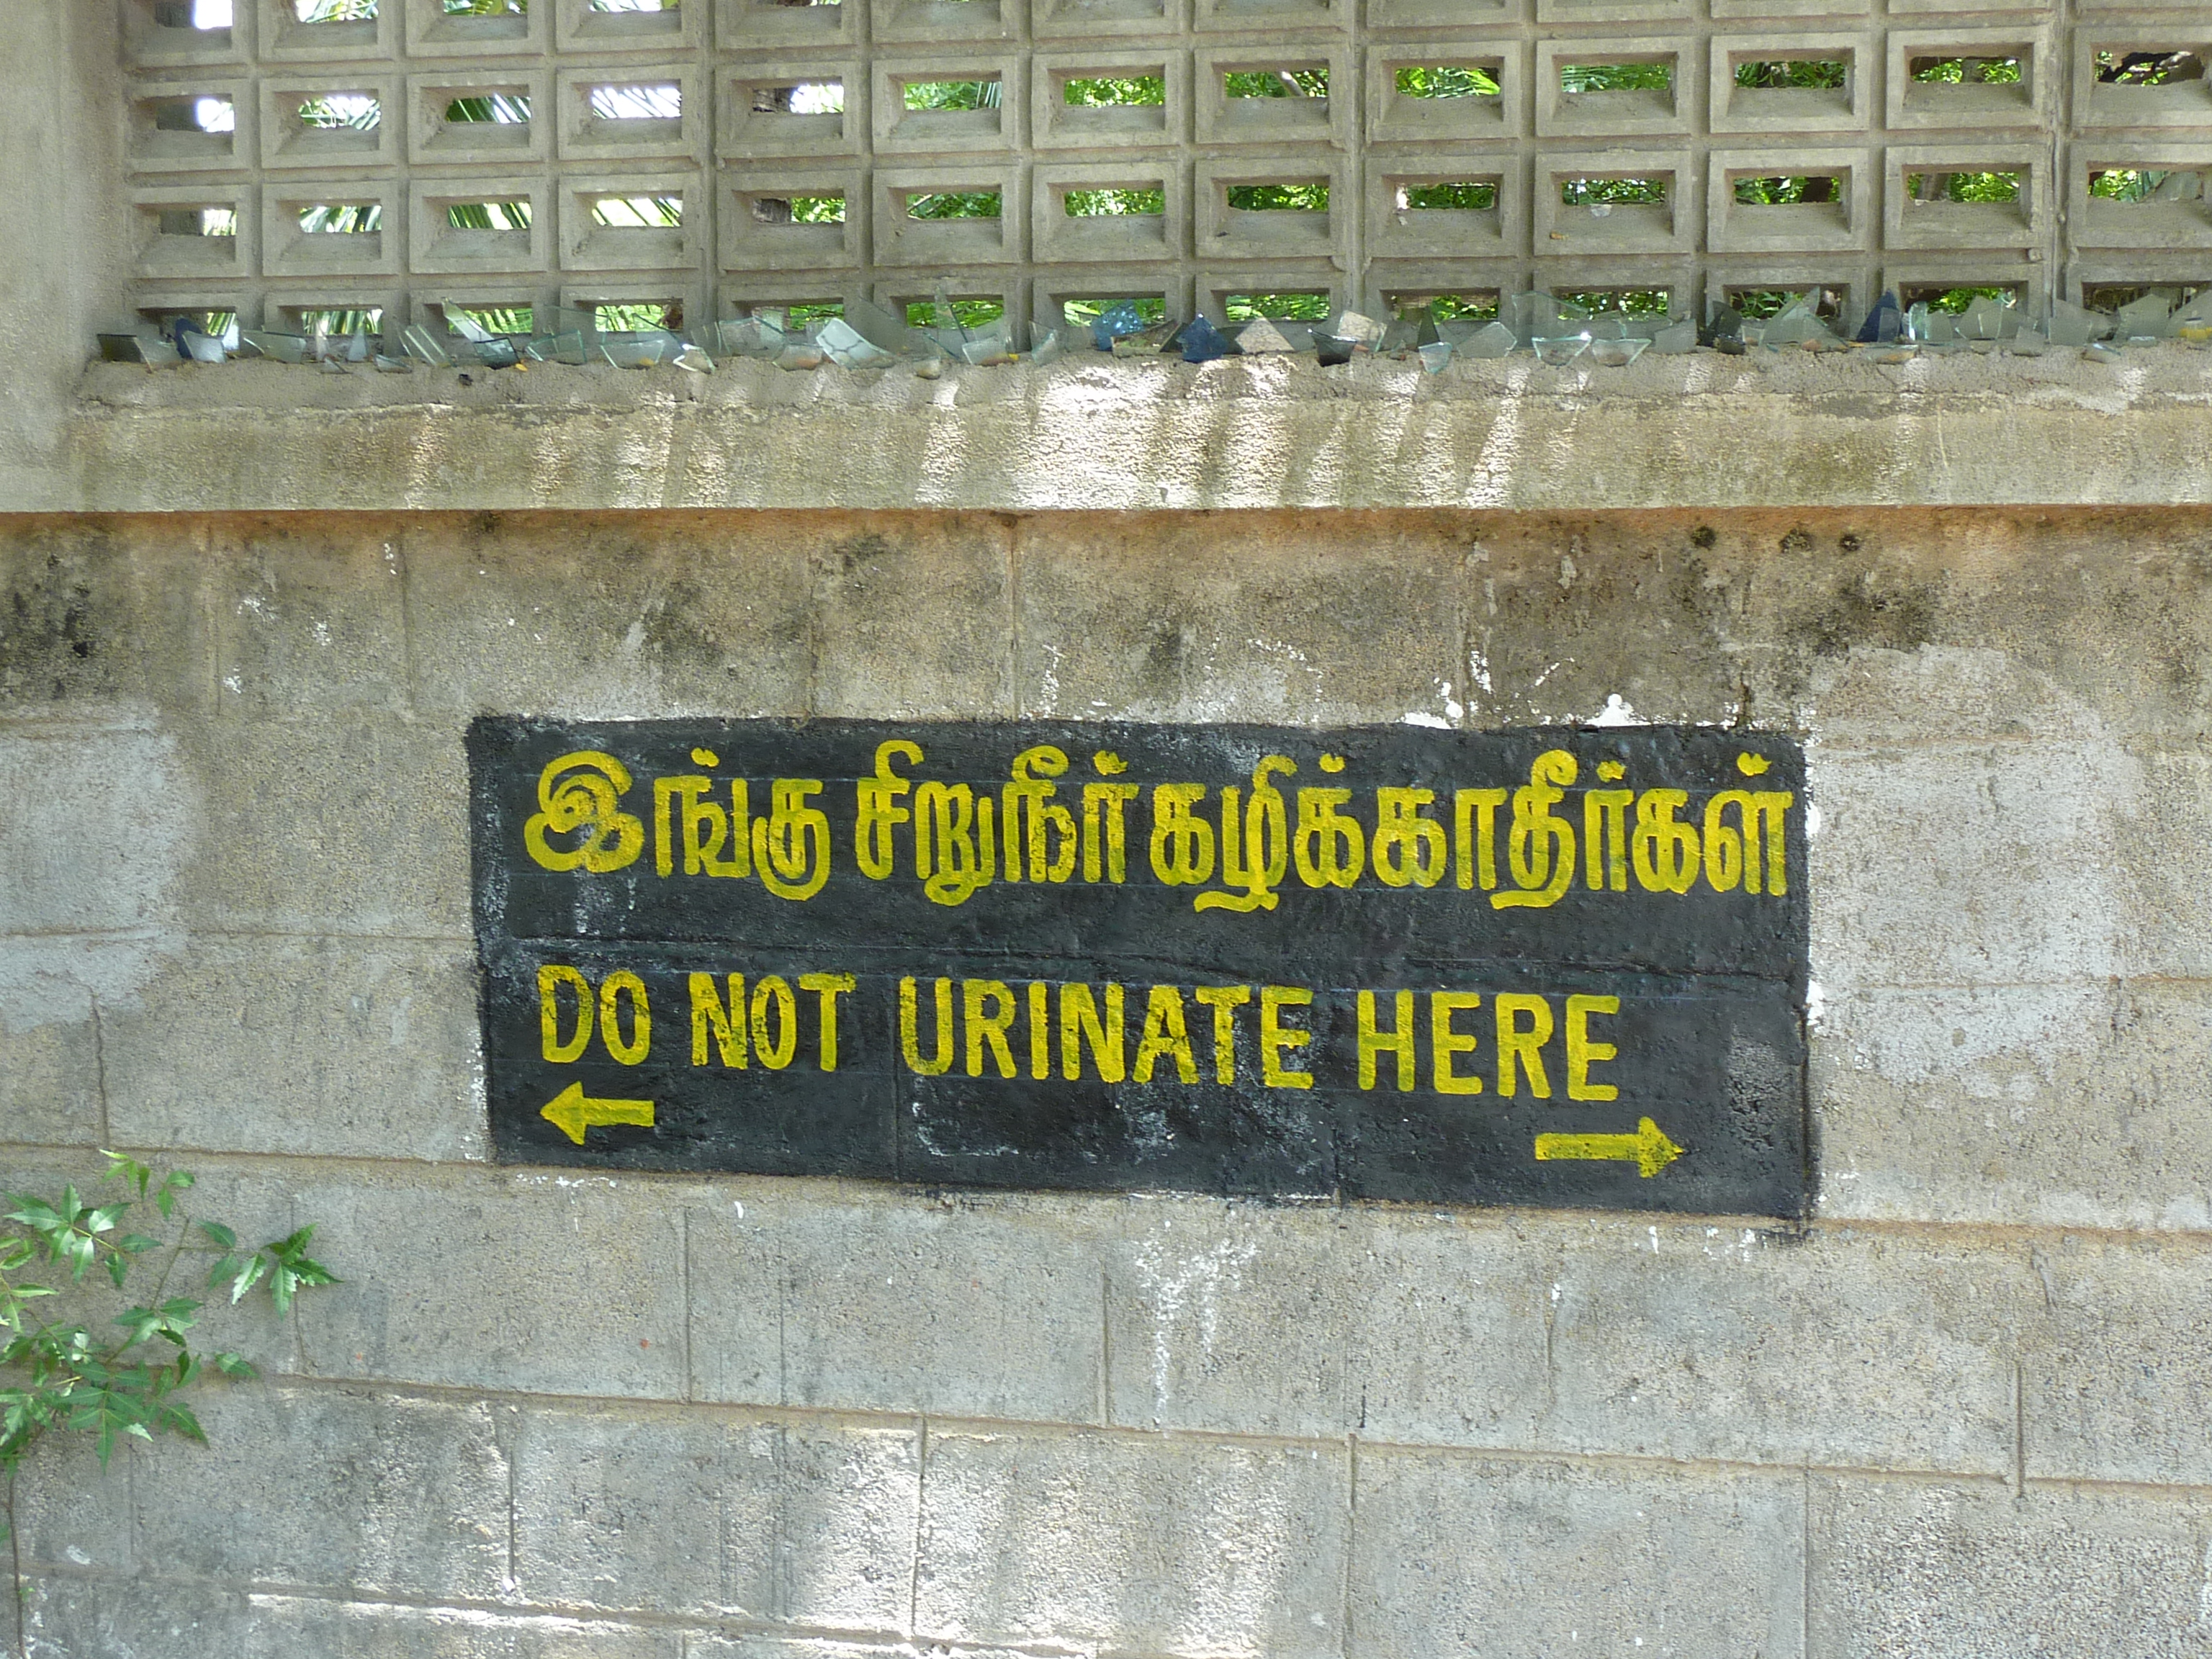 இங்கு சிறுநீர் கழிக்காதீர்கள்
DO NOT URINATE HERE